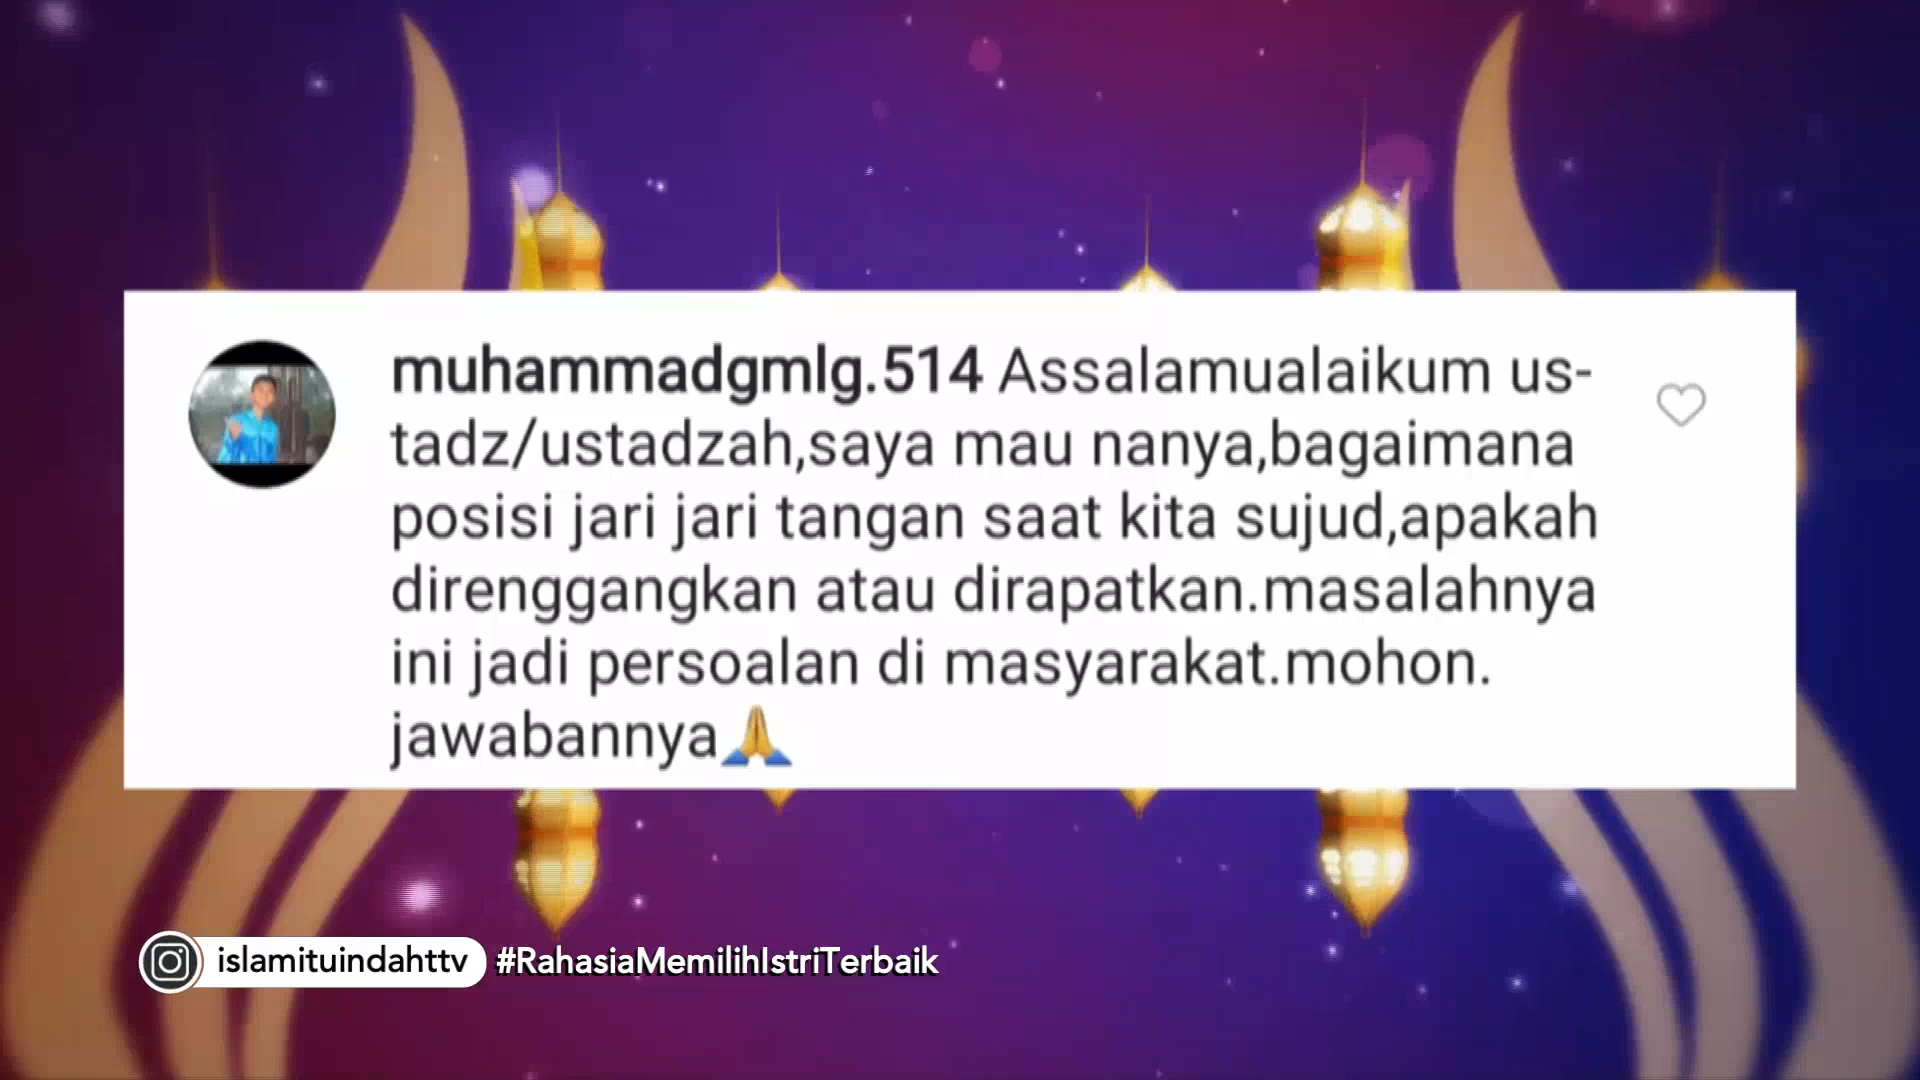 muhammadgmlg.514 Assalamualaikum us-
tadz/ustadzah,saya mau nanya,bagaimana
posisi jari jari tangan saat kita sujud,apakah
direnggangkan atau dirapatkan.masalahnya
ini jadi persoalan di masyarakat.mohon.
jawabannya🙏
islamituindahttv #RahasiaMemilihIstriTerbaik